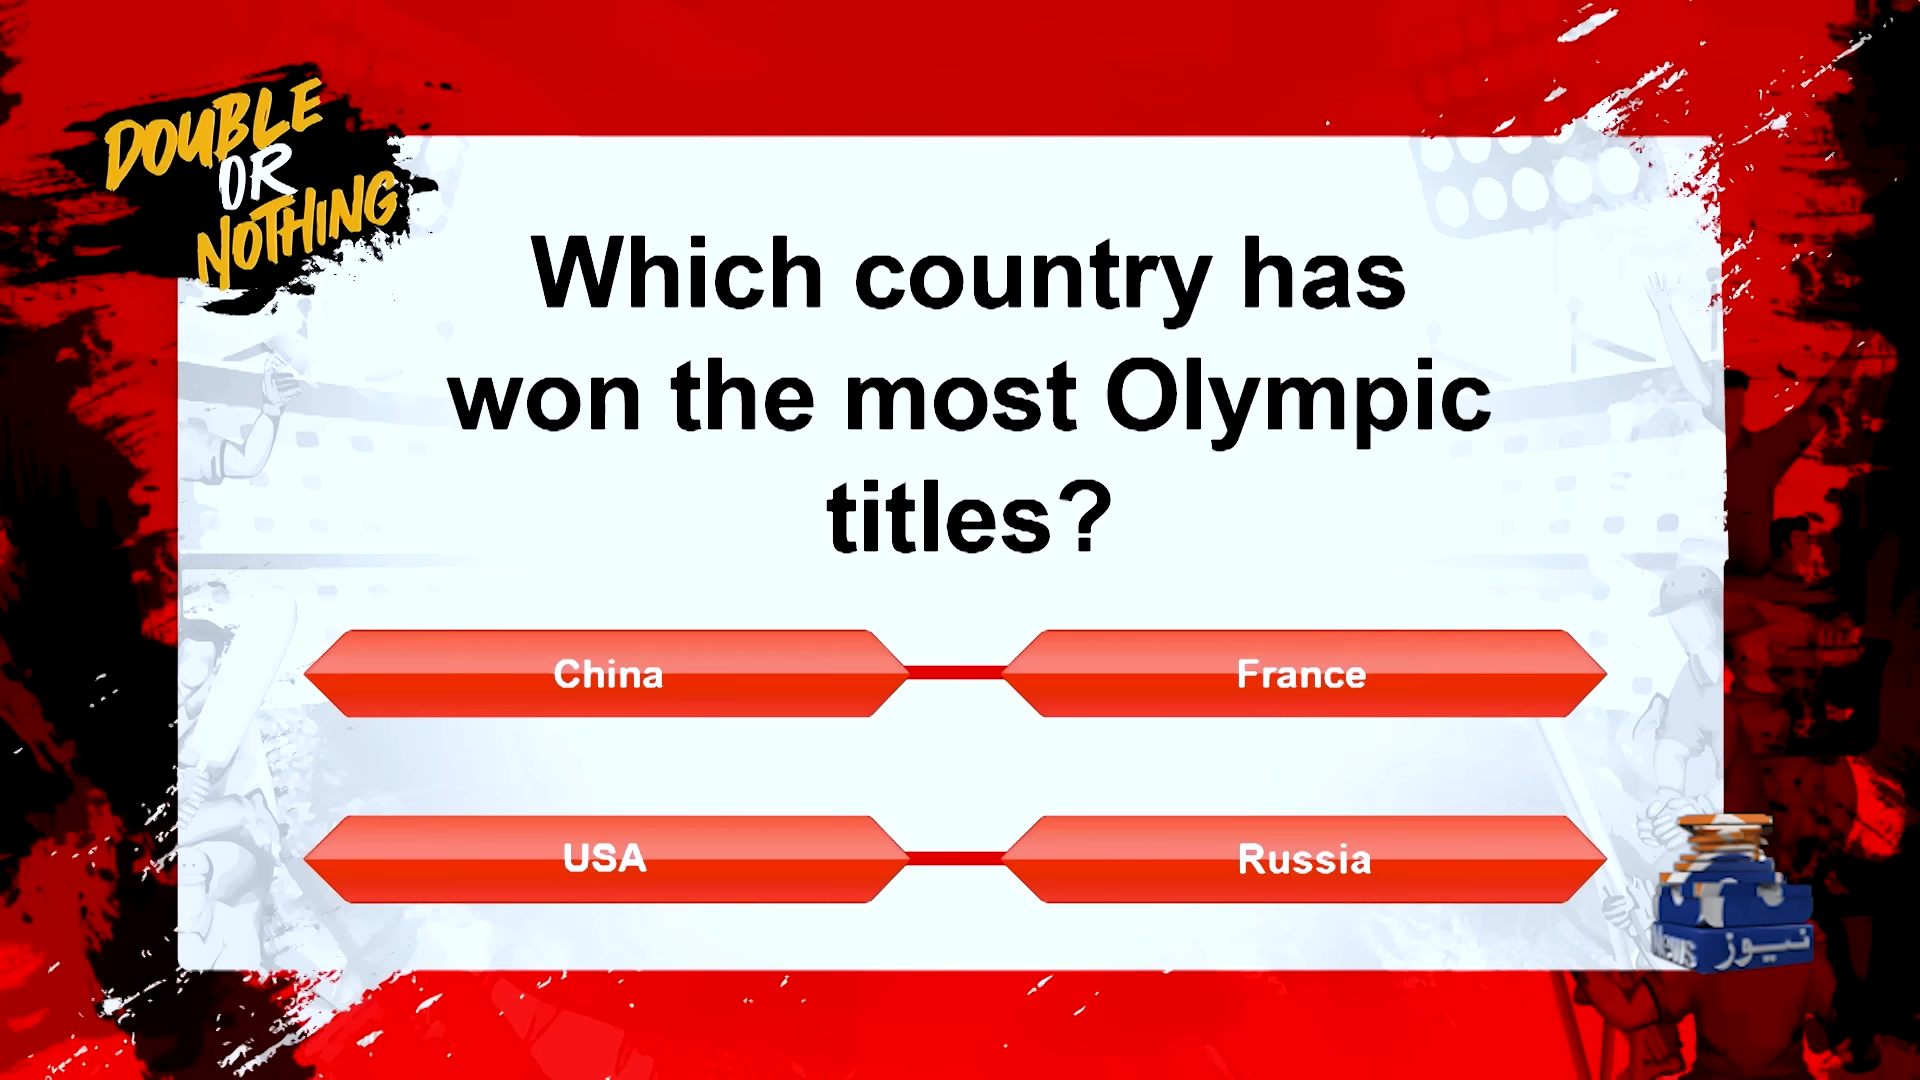 DOUBLE
OR
NOTHING
Which country has
won the most Olympic
titles?
China
France
USA
Russia
News نیوز